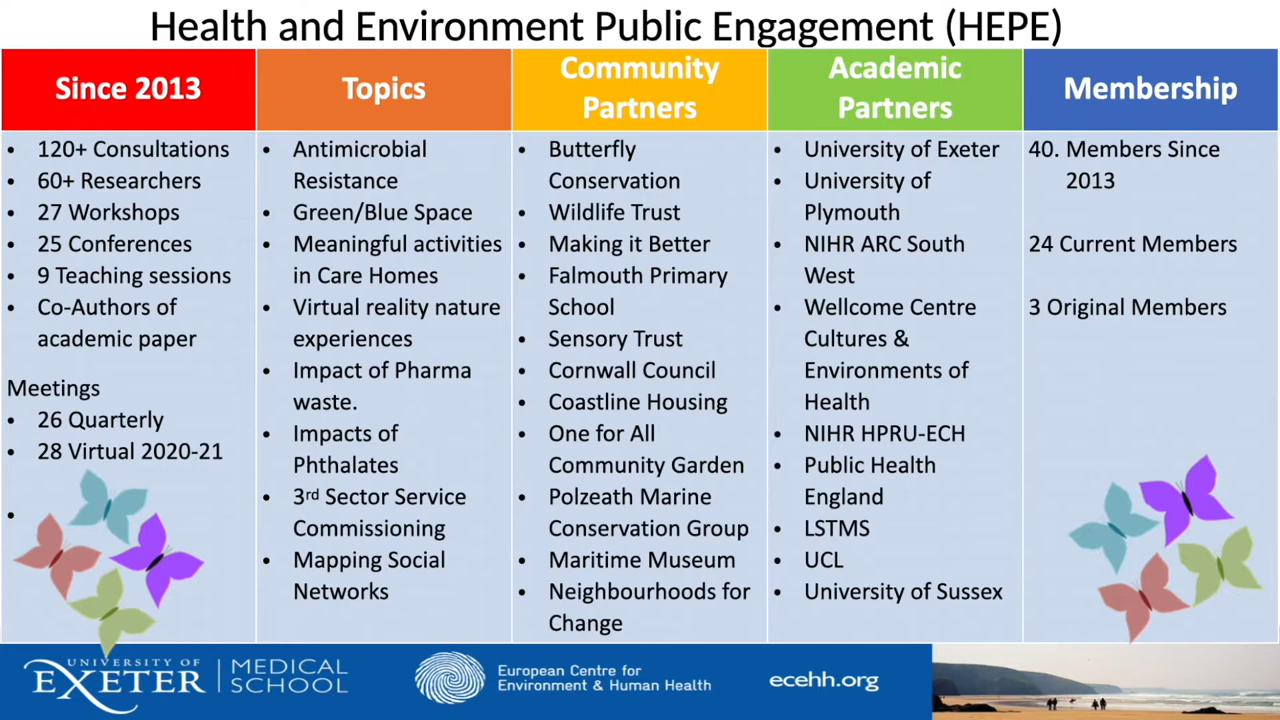 Health and Environment Public Engagement (HEPE)
Since 2013
• 120+ Consultations
• 60+ Researchers
• 27 Workshops
• 25 Conferences
• 9 Teaching sessions
• Co-Authors of
academic paper
Meetings
• 26 Quarterly
• 28 Virtual 2020-21
•
Topics
• Antimicrobial
Resistance
• Green/Blue Space
• Meaningful activities
in Care Homes
• Virtual reality nature
experiences
• Impact of Pharma
waste.
• Impacts of
Phthalates
• 3rd Sector Service
Commissioning
• Mapping Social
Networks
Community
Partners
• Butterfly
Conservation
• Wildlife Trust
• Making it Better
• Falmouth Primary
School
• Sensory Trust
• Cornwall Council
• Coastline Housing
• One for All
Community Garden
• Polzeath Marine
Conservation Group
• Maritime Museum
• Neighbourhoods for
Change
Academic
Partners
• University of Exeter
• University of
Plymouth
• NIHR ARC South
West
• Wellcome Centre
Cultures &
Environments of
Health
• NIHR HPRU-ECH
• Public Health
England
• LSTMS
• UCL
• University of Sussex
Membership
40. Members Since
2013
24 Current Members
3 Original Members
UNIVERSITY OF
EXETER
MEDICAL
SCHOOL
European Centre for
Environment & Human Health
ecehh.org